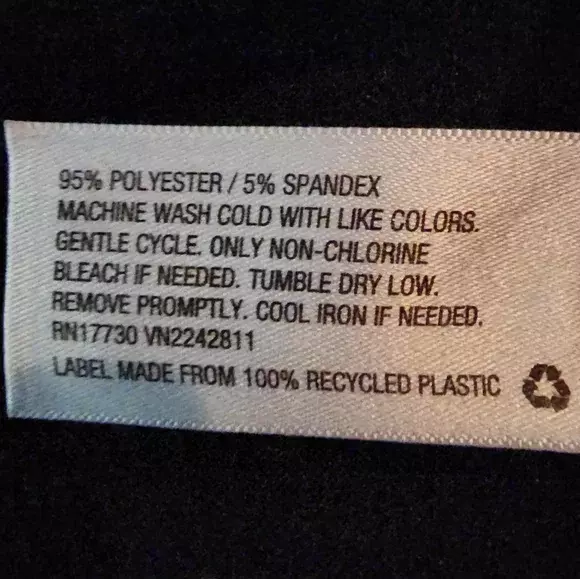 95% POLYESTER / 5% SPANDEX
MACHINE WASH COLD WITH LIKE COLORS.
GENTLE CYCLE. ONLY NON-CHLORINE
BLEACH IF NEEDED. TUMBLE DRY LOW.
REMOVE PROMPTLY. COOL IRON IF NEEDED.
RN17730 VN2242811
LABEL MADE FROM 100% RECYCLED PLASTIC